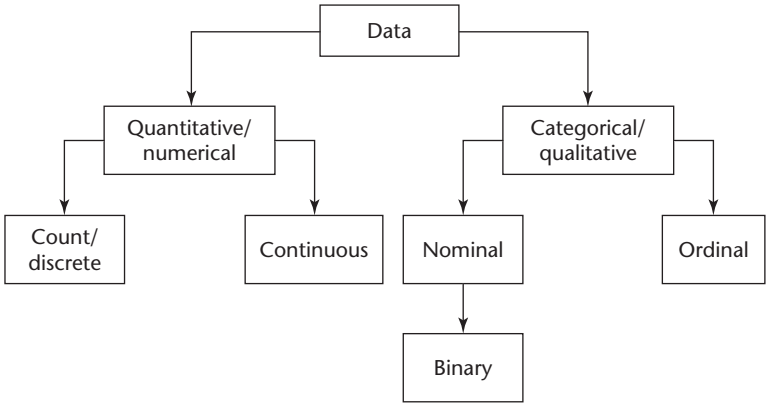 Data
Quantitative/
numerical
Categorical/
qualitative
Count/
discrete
Continuous
Nominal
Ordinal
Binary